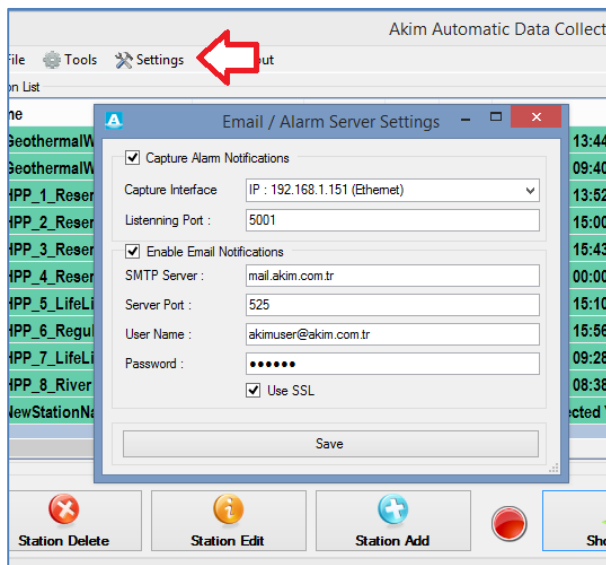 Akim Automatic Data Collect
File Tools Settings out
on List
ne
Email / Alarm Server Settings
GeothermalW 13:44
GeothermalW 09:40
HPP_1_Reser 13:52
HPP_2_Reser 15:00
HPP_3_Reser 15:43
HPP_4_Reser 00:00
HPP_5_LifeLi 15:10
HPP_6_Regul 15:56
HPP_7_LifeLi 09:28
HPP_8_River 08:38
NewStationNa ected
Capture Alarm Notifications
Capture Interface IP : 192.168.1.151 (Ethernet)
Listenning Port : 5001
Enable Email Notifications
SMTP Server : mail.akim.com.tr
Server Port : 525
User Name : akimuser@akim.com.tr
Password : ●●●●●●
Use SSL
Save
Station Delete Station Edit Station Add Sho